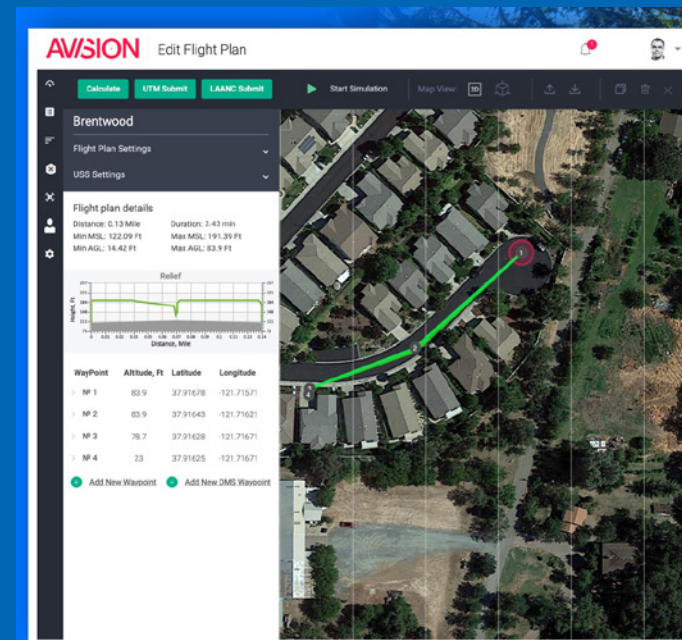 AVISION Edit Flight Plan
Calculate UTM Submit LAANC Submit Start Simulation Map View: 3D
Brentwood
Flight Plan Settings
USS Settings
Flight plan details
Distance: 0.13 Mile Duration: 3.43 min
Min MSL: 122.09 Ft Max MSL: 191.39 Ft
Min AGL: 14.42 Ft Max AGL: 83.9 Ft
Relief
Height, Ft
Distance, Mile
WayPoint Altitude, Ft Latitude Longitude
№ 1 83.9 37.91678 -121.71571
№ 2 83.9 37.91643 -121.71621
№ 3 78.7 37.91628 -121.71671
№ 4 23 37.91625 -121.71671
Add New Waypoint Add New DMS Waypoint
1
2